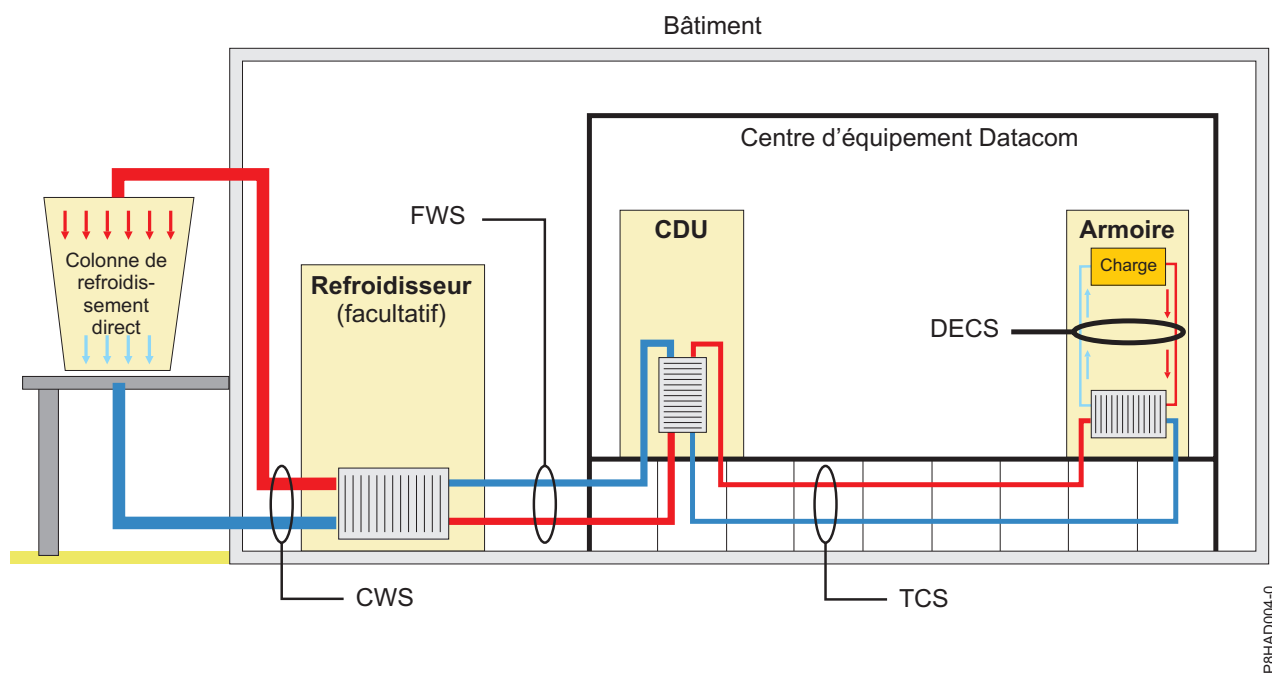 Bâtiment
Centre d'équipement Datacom
FWS
CDU
Armoire
Charge
Colonne de
refroidis-
sement
direct
Refroidisseur
(facultatif)
DECS
CWS
TCS
P8HAD004-0